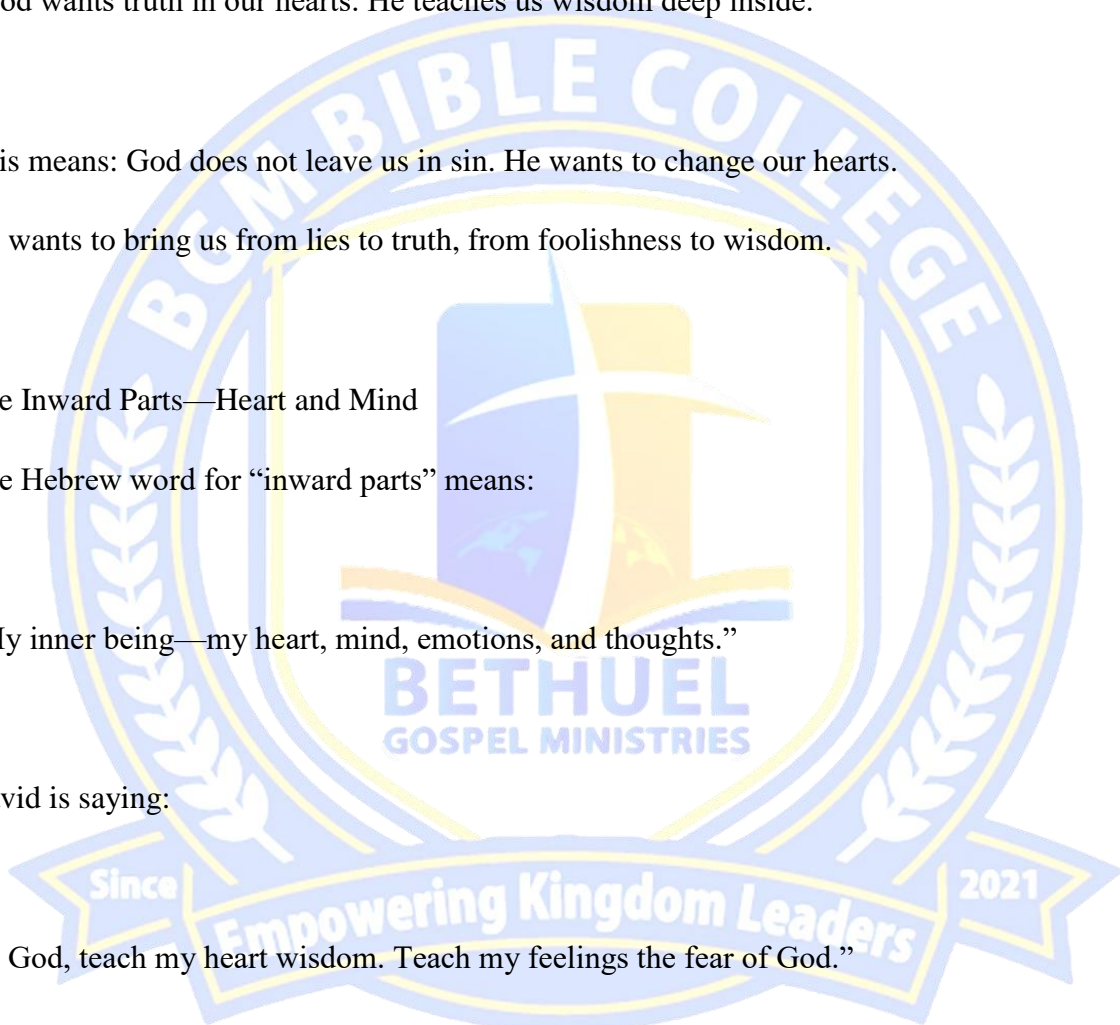 od wants truth in our hearts. He teaches us wisdom deep inside.
BGM BIBLE COLLEGE
is means: God does not leave us in sin. He wants to change our hearts.
wants to bring us from lies to truth, from foolishness to wisdom.
e Inward Parts—Heart and Mind
e Hebrew word for “inward parts” means:
y inner being—my heart, mind, emotions, and thoughts.”
BETHUEL
GOSPEL MINISTRIES
vid is saying:
Since
2021
Empowering Kingdom Leaders
God, teach my heart wisdom. Teach my feelings the fear of God.”